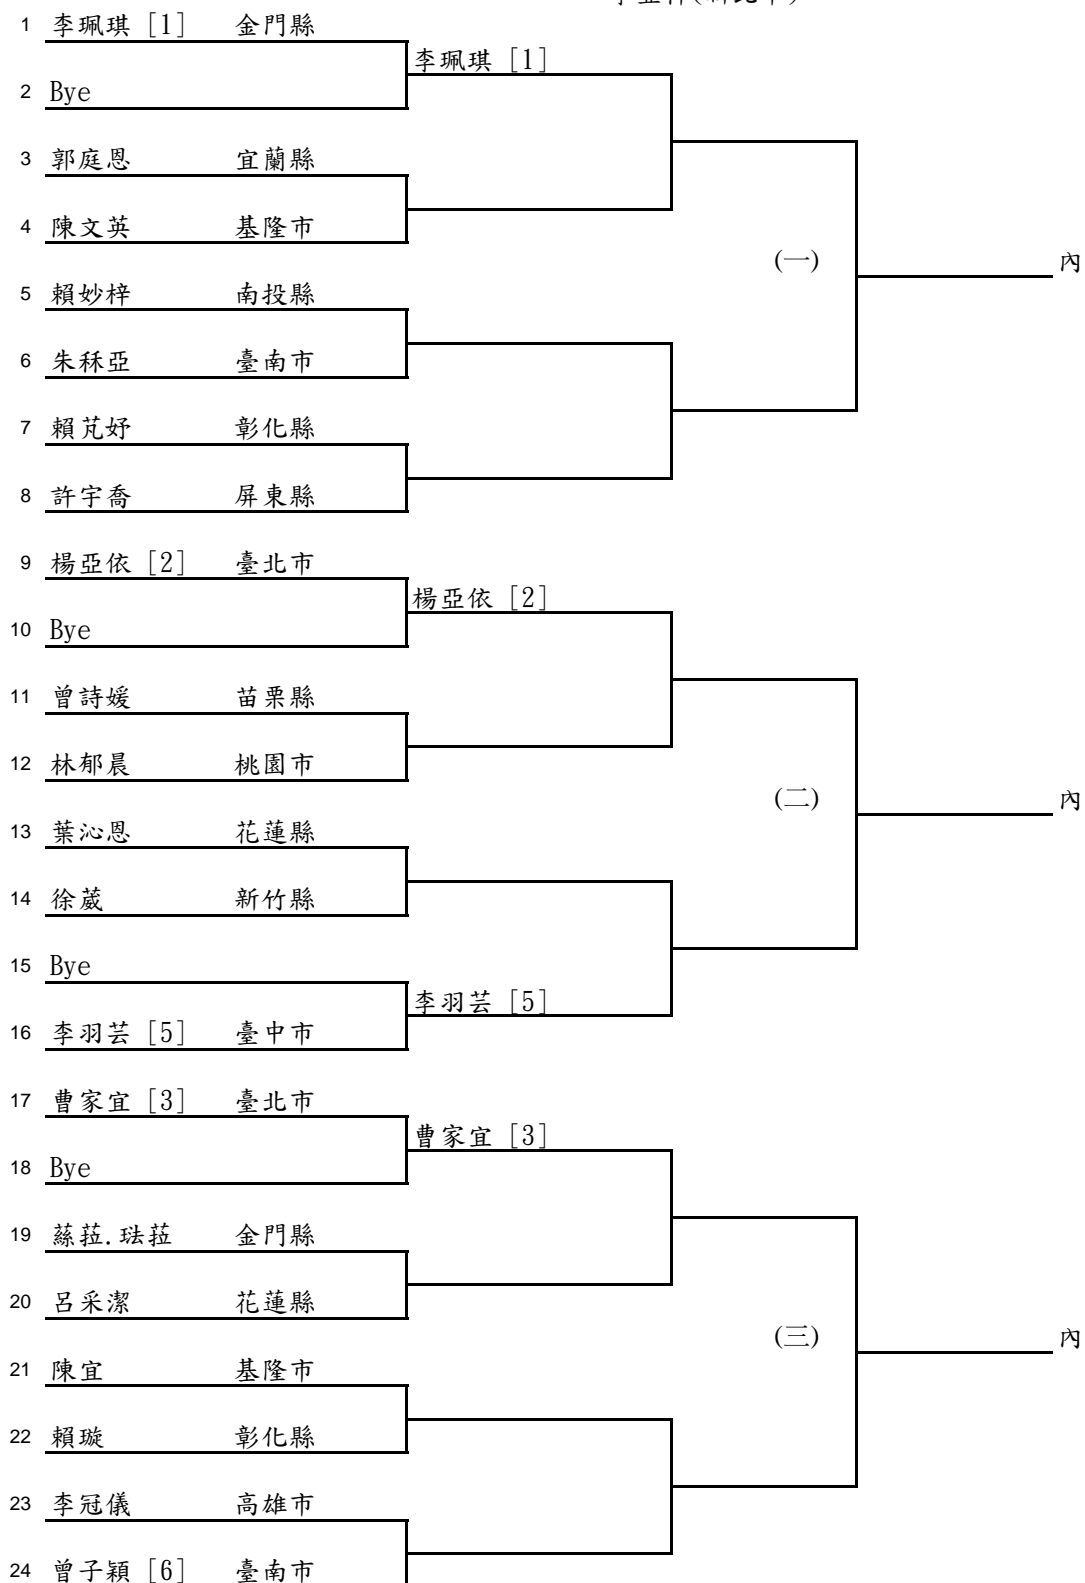 1 李珮琪 [1] 金門縣
李珮琪 [1]
2 Bye
3 郭庭恩 宜蘭縣
4 陳文英 基隆市
(一) 內
5 賴妙梓 南投縣
6 朱秝亞 臺南市
7 賴芃妤 彰化縣
8 許宇喬 屏東縣
9 楊亞依 [2] 臺北市
楊亞依 [2]
10 Bye
11 曾詩媛 苗栗縣
12 林郁晨 桃園市
(二) 內
13 葉沁恩 花蓮縣
14 徐葳 新竹縣
15 Bye
李羽芸 [5]
16 李羽芸 [5] 臺中市
17 曹家宜 [3] 臺北市
曹家宜 [3]
18 Bye
19 蕬菈.琺菈 金門縣
20 呂采潔 花蓮縣
(三) 內
21 陳宜 基隆市
22 賴璇 彰化縣
23 李冠儀 高雄市
24 曾子穎 [6] 臺南市